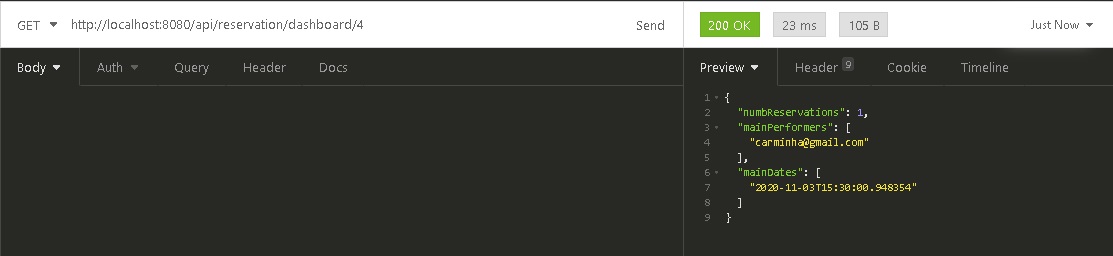 GET http://localhost:8080/api/reservation/dashboard/4 Send 200 OK 23 ms 105 B Just Now
Body Auth Query Header Docs Preview Header 9 Cookie Timeline
1 {
2 "numbReservations": 1,
3 "mainPerformers": [
4 "carminha@gmail.com"
5 ],
6 "mainDates": [
7 "2020-11-03T15:30:00.948354"
8 ]
9 }